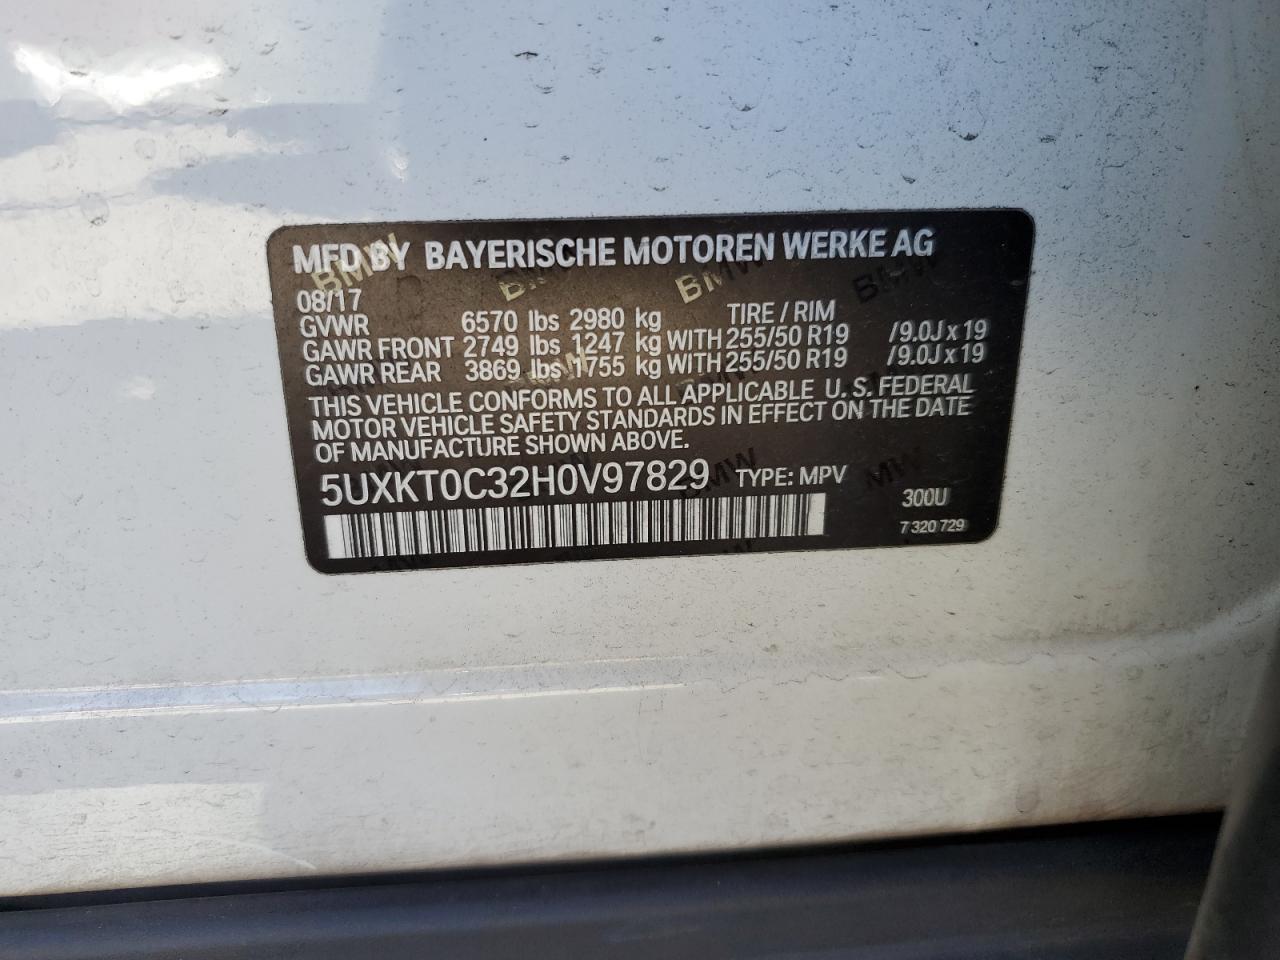 MFD BY BAYERISCHE MOTOREN WERKE AG
08/17 TIRE / RIM
GVWR 6570 lbs 2980 kg
GAWR FRONT 2749 lbs 1247 kg WITH 255/50 R19 /9.0J x 19
GAWR REAR 3869 lbs 1755 kg WITH 255/50 R19 /9.0J x 19
THIS VEHICLE CONFORMS TO ALL APPLICABLE U. S. FEDERAL
MOTOR VEHICLE SAFETY STANDARDS IN EFFECT ON THE DATE
OF MANUFACTURE SHOWN ABOVE.
5UXKT0C32H0V97829 TYPE: MPV
300U
7 320 729